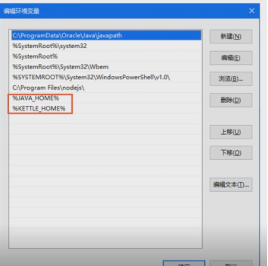 编辑环境变量
C:\ProgramData\Oracle\Java\javapath
%SystemRoot%\system32
%SystemRoot%
%SystemRoot%\System32\Wbem
%SYSTEMROOT%\System32\WindowsPowerShell\v1.0\
C:\Program Files\nodejs\
%JAVA_HOME%
%KETTLE_HOME%
新建(N)
编辑(E)
浏览(B)...
删除(D)
上移(U)
下移(O)
编辑文本(T)...